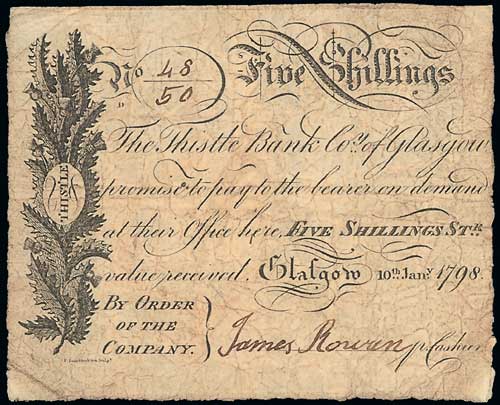 No 48/50
Five Shillings
THISTLE
The Thistle Bank Coy. of Glasgow
promise to pay to the bearer on demand
at their Office here, FIVE SHILLINGS STR.
value received. Glasgow 10th. Jany. 1798
BY ORDER
OF THE
COMPANY.
James Rowan p. Cashier